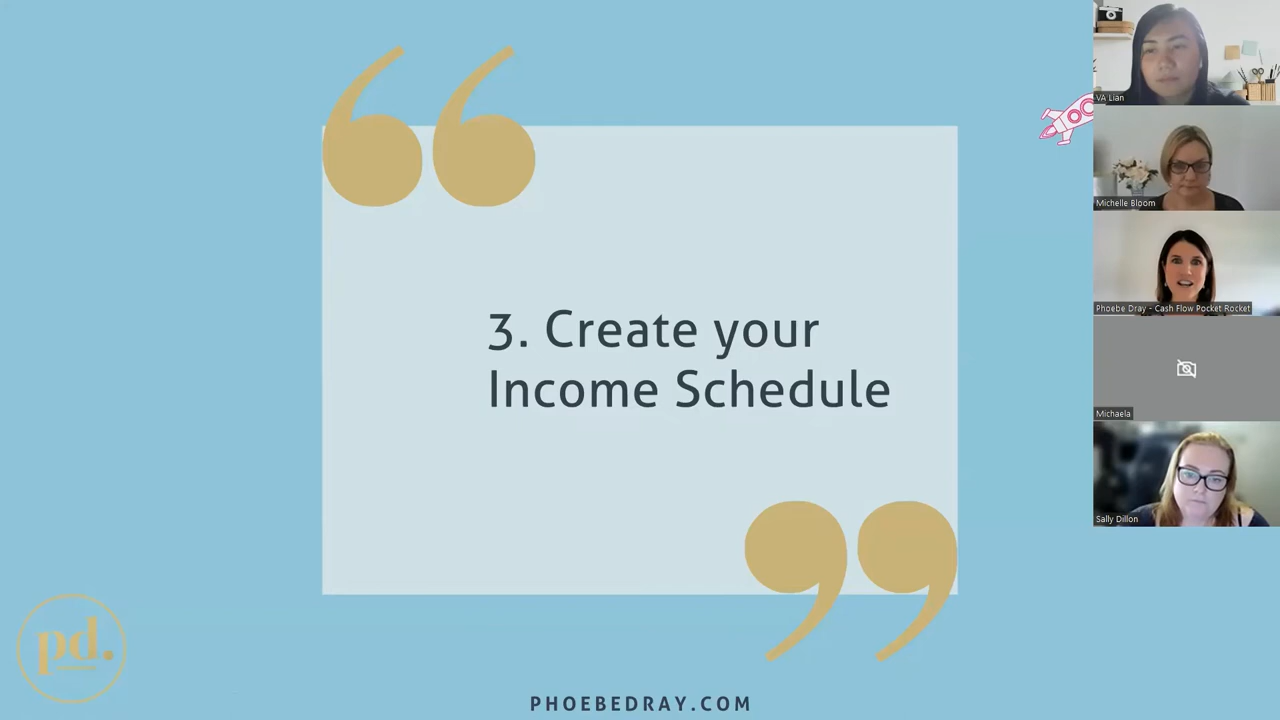 3. Create your
Income Schedule
pd.
PHOEBEDRAY.COM
VA Lian
Michelle Bloom
Phoebe Dray - Cash Flow Pocket Rocket
Michaela
Sally Dillon